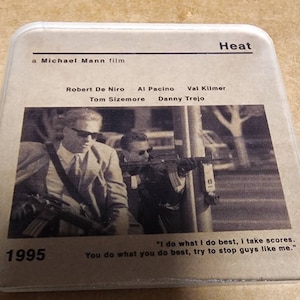 Heat
a Michael Mann film
Robert De Niro Al Pacino Val Kilmer
Tom Sizemore Danny Trejo
1995
"I do what I do best, i take scores.
You do what you do best, try to stop guys like me."